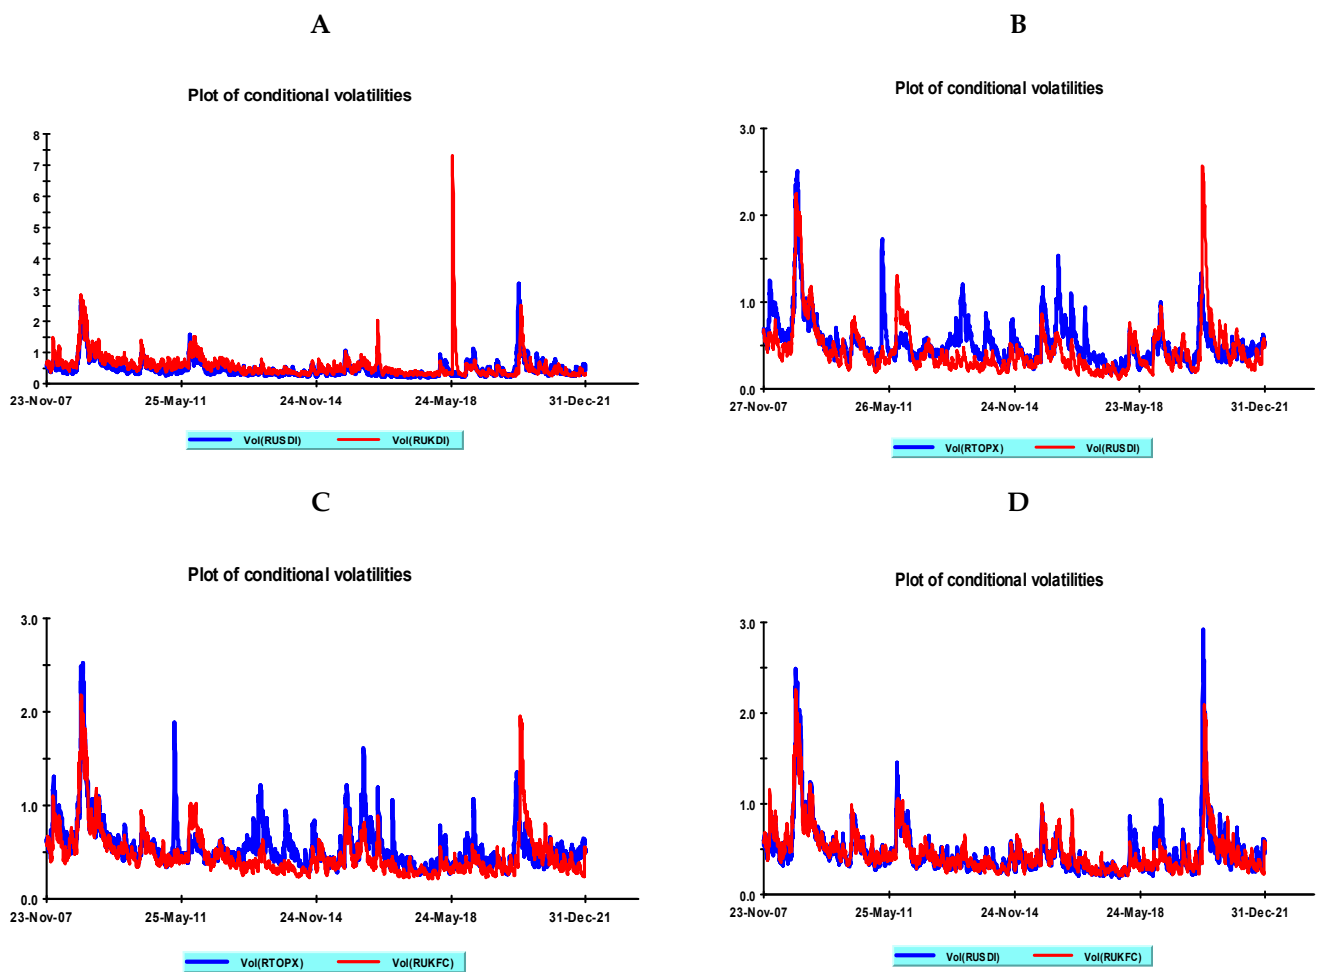 A
Plot of conditional volatilities
8
7
6
5
4
3
2
1
0
23-Nov-07 25-May-11 24-Nov-14 24-May-18 31-Dec-21
Vol(RUSDI) Vol(RUKDI)
B
Plot of conditional volatilities
3.0
2.0
1.0
0.0
27-Nov-07 26-May-11 24-Nov-14 23-May-18 31-Dec-21
Vol(RTOPX) Vol(RUSDI)
C
Plot of conditional volatilities
3.0
2.0
1.0
0.0
23-Nov-07 25-May-11 24-Nov-14 24-May-18 31-Dec-21
Vol(RTOPX) Vol(RUKFC)
D
Plot of conditional volatilities
3.0
2.0
1.0
0.0
23-Nov-07 25-May-11 24-Nov-14 24-May-18 31-Dec-21
Vol(RUSDI) Vol(RUKFC)